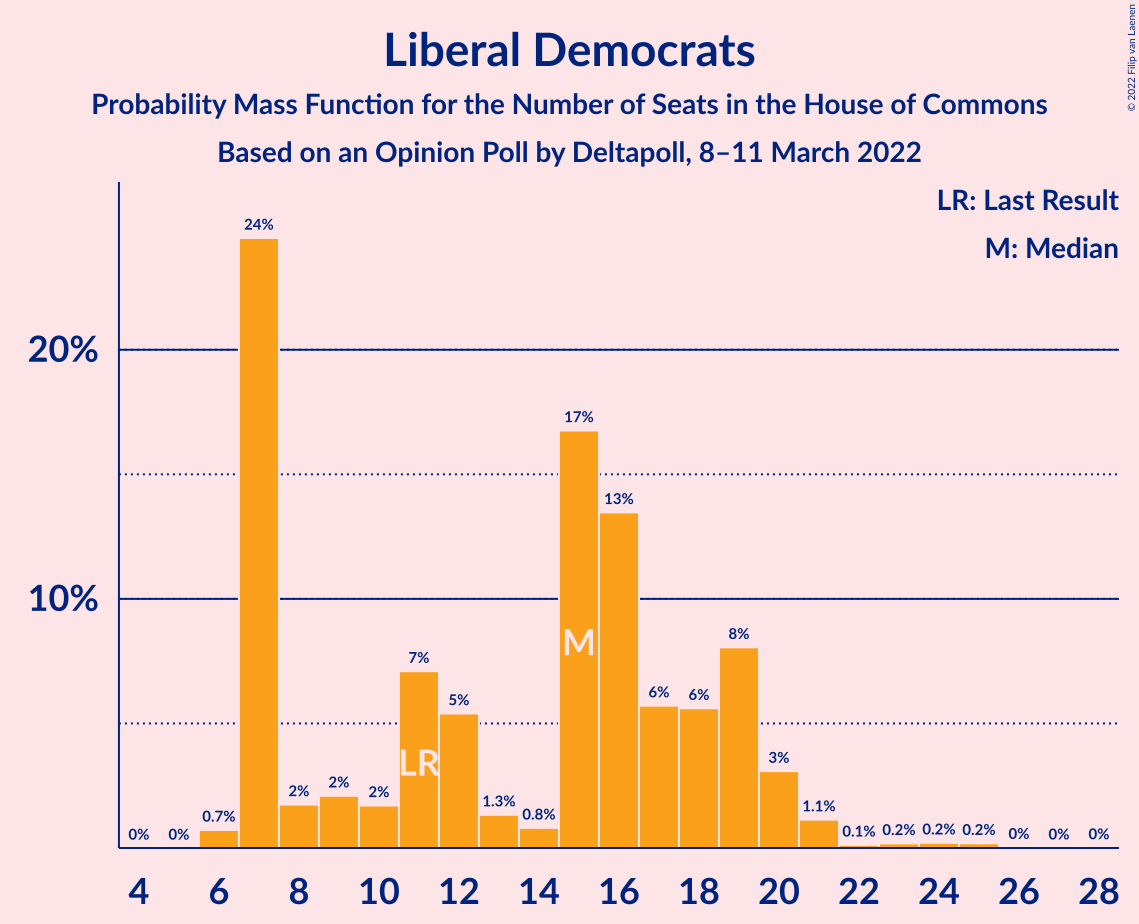 Liberal Democrats
Probability Mass Function for the Number of Seats in the House of Commons
Based on an Opinion Poll by Deltapoll, 8–11 March 2022
© 2022 Filip van Laenen
LR: Last Result
M: Median
20%
10%
0% 0% 0.7% 24% 2% 2% 2% 7% 5% 1.3% 0.8% 17% 13% 6% 6% 8% 3% 1.1% 0.1% 0.2% 0.2% 0.2% 0% 0% 0%
LR
M
4 6 8 10 12 14 16 18 20 22 24 26 28